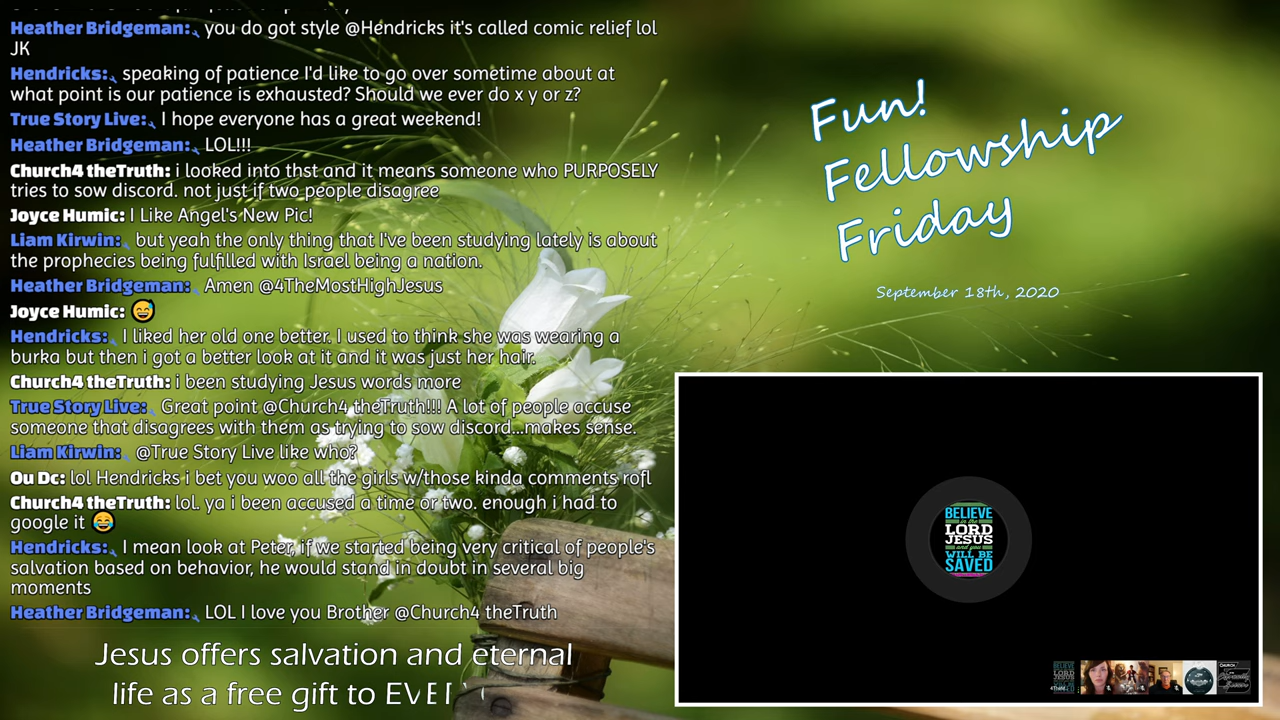 Heather Bridgeman: you do got style @Hendricks it's called comic relief lol
JK
Hendricks: speaking of patience I'd like to go over sometime about at
what point is our patience is exhausted? Should we ever do x y or z?
True Story Live: I hope everyone has a great weekend!
Heather Bridgeman: LOL!!!
Church4 theTruth: i looked into thst and it means someone who PURPOSELY
tries to sow discord. not just if two people disagree
Joyce Humic: I Like Angel's New Pic!
Liam Kirwin: but yeah the only thing that I've been studying lately is about
the prophecies being fulfilled with Israel being a nation.
Heather Bridgeman: Amen @4TheMostHighJesus
Joyce Humic: 😅
Hendricks: I liked her old one better. I used to think she was wearing a
burka but then i got a better look at it and it was just her hair.
Church4 theTruth: i been studying Jesus words more
True Story Live: Great point @Church4 theTruth!!! A lot of people accuse
someone that disagrees with them as trying to sow discord...makes sense.
Liam Kirwin: @True Story Live like who?
Ou Dc: lol Hendricks i bet you woo all the girls w/those kinda comments rofl
Church4 theTruth: lol. ya i been accused a time or two. enough i had to
google it 😂
Hendricks: I mean look at Peter, if we started being very critical of people's
salvation based on behavior, he would stand in doubt in several big
moments
Heather Bridgeman: LOL I love you Brother @Church4 theTruth
Jesus offers salvation and eternal
life as a free gift to
Fun!
Fellowship
Friday
September 18th, 2020
BELIEVE
in the
LORD
JESUS
and you
WILL BE
SAVED